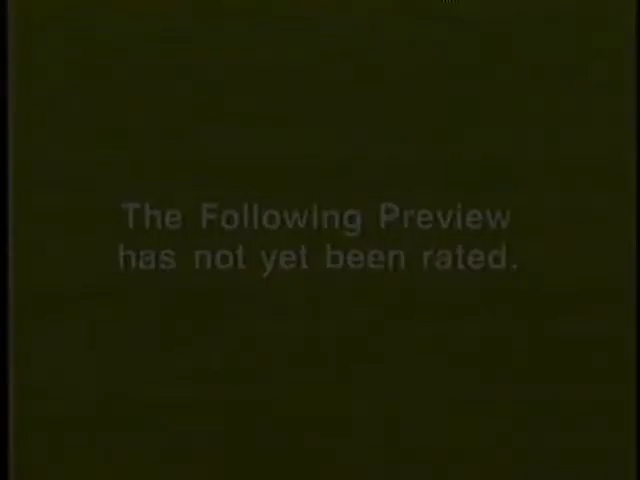 The Following Preview
has not yet been rated.